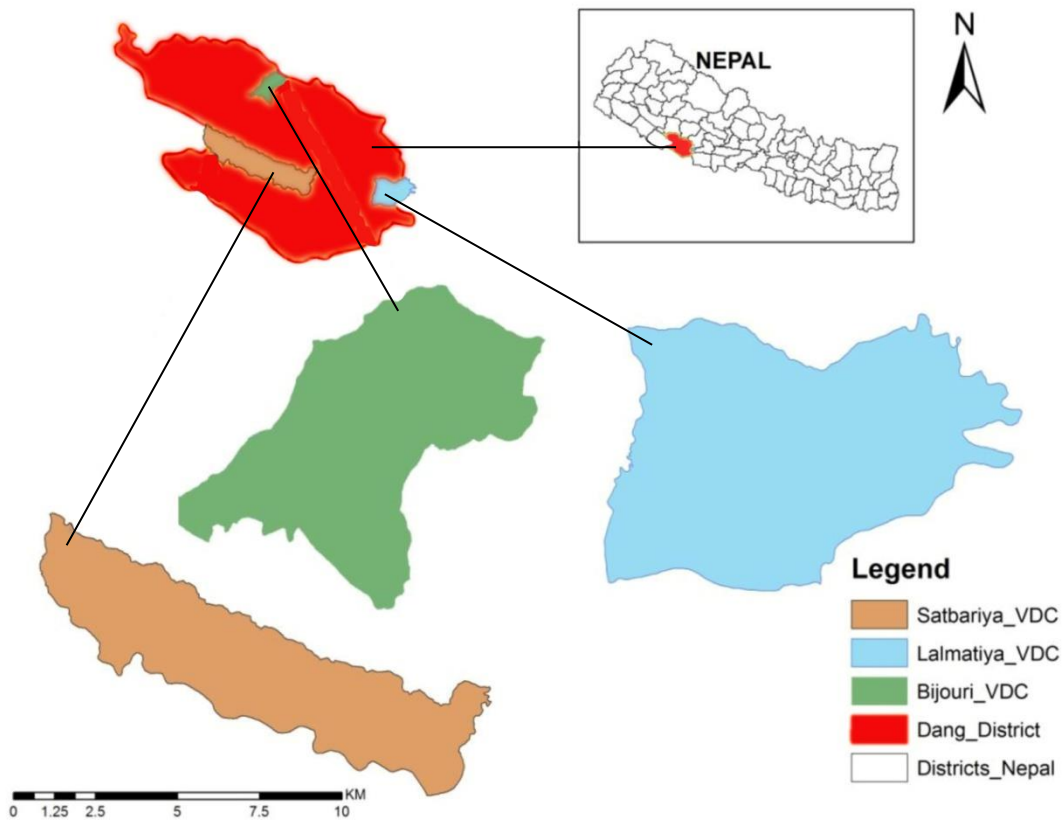 N
NEPAL
Legend
Satbariya_VDC
Lalmatiya_VDC
Bijouri_VDC
Dang_District
Districts_Nepal
KM
0 1.25 2.5 5 7.5 10